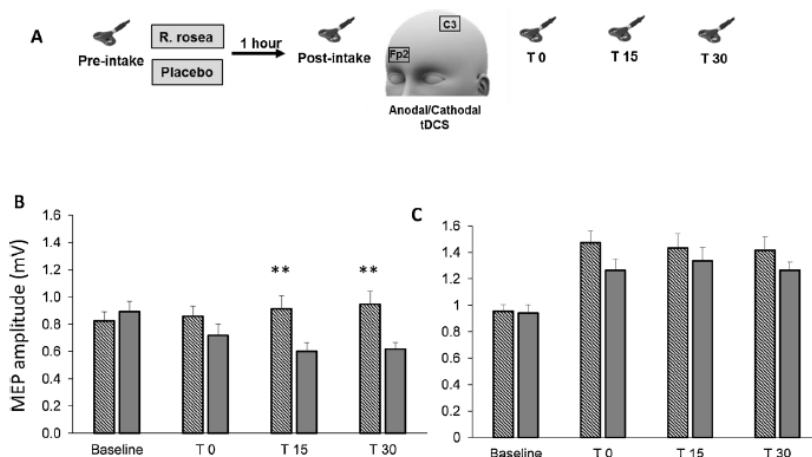 A
Pre-intake
R. rosea
Placebo
1 hour
Post-intake
Fp2
C3
Anodal/Cathodal
tDCS
T 0
T 15
T 30
B
MEP amplitude (mV)
1.6
1.4
1.2
1.0
0.8
0.6
0.4
0.2
0.0
**
**
Baseline
T 0
T 15
T 30
C
1.6
1.4
1.2
1
0.8
0.6
0.4
0.2
0
Baseline
T 0
T 15
T 30